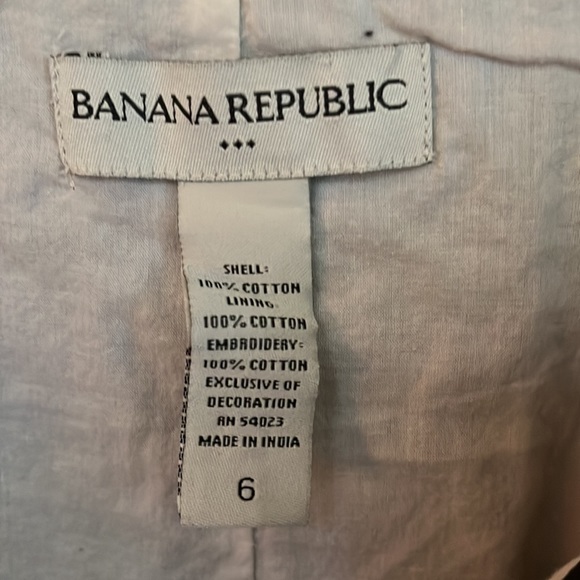 BANANA REPUBLIC
SHELL:
100% COTTON
LINING:
100% COTTON
EMBROIDERY:
100% COTTON
EXCLUSIVE OF
DECORATION
RN 54023
MADE IN INDIA
6